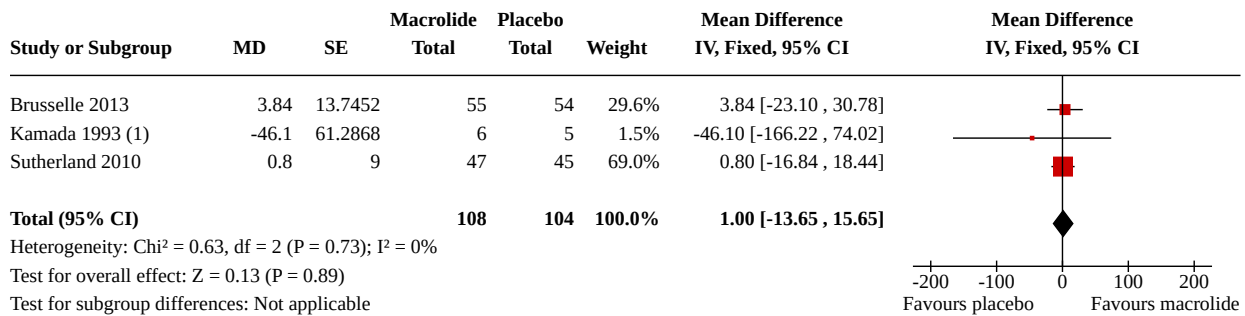 Macrolide Placebo Mean Difference Mean Difference
Study or Subgroup MD SE Total Total Weight IV, Fixed, 95% CI IV, Fixed, 95% CI
Brusselle 2013 3.84 13.7452 55 54 29.6% 3.84 [-23.10 , 30.78]
Kamada 1993 (1) -46.1 61.2868 6 5 1.5% -46.10 [-166.22 , 74.02]
Sutherland 2010 0.8 9 47 45 69.0% 0.80 [-16.84 , 18.44]
Total (95% CI) 108 104 100.0% 1.00 [-13.65 , 15.65]
Heterogeneity: Chi² = 0.63, df = 2 (P = 0.73); I² = 0%
Test for overall effect: Z = 0.13 (P = 0.89)
-200 -100 0 100 200
Test for subgroup differences: Not applicable
Favours placebo Favours macrolide